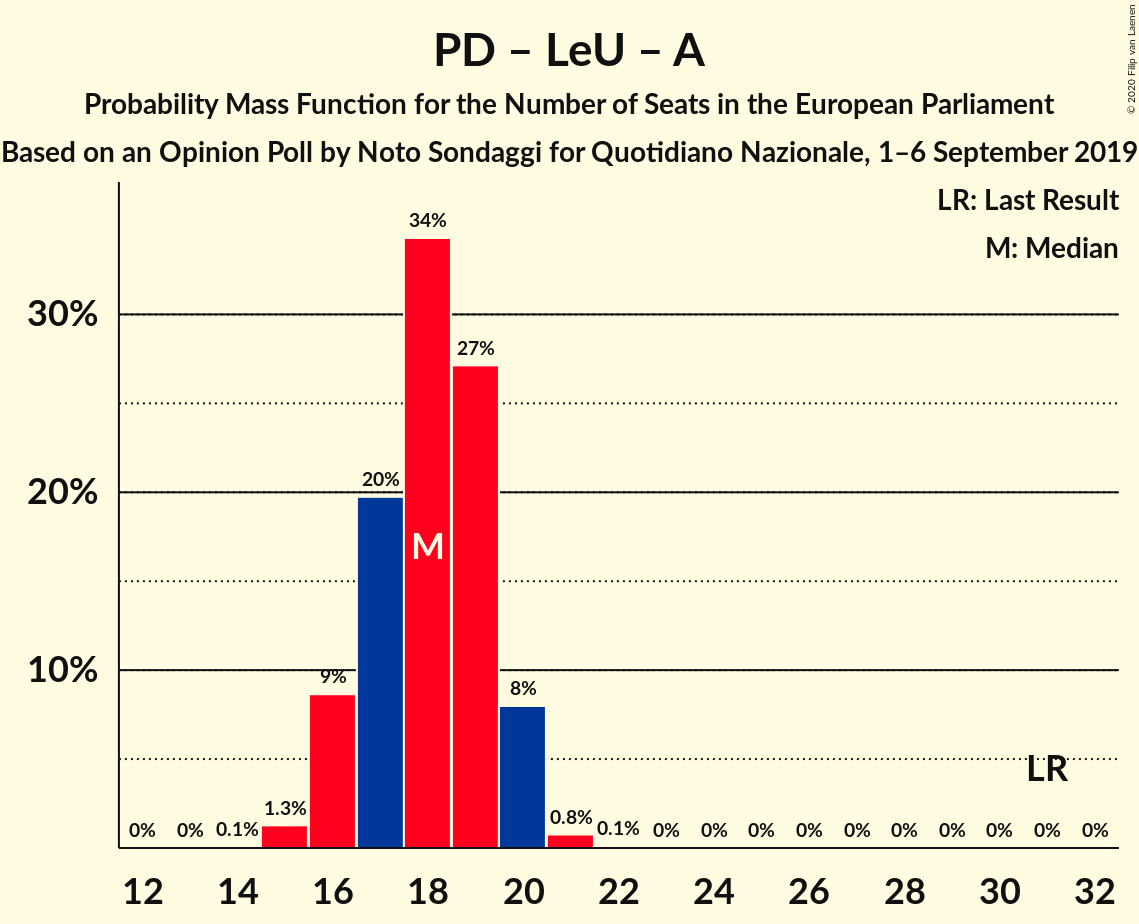 PD – LeU – A
Probability Mass Function for the Number of Seats in the European Parliament
Based on an Opinion Poll by Noto Sondaggi for Quotidiano Nazionale, 1–6 September 2019
© 2020 Filip van Laenen
LR: Last Result
M: Median
34%
30%
27%
20%
20%
M
10%
9%
8%
LR
0% 0% 0.1% 1.3% 0.8% 0.1% 0% 0% 0% 0% 0% 0% 0% 0% 0% 0%
12 14 16 18 20 22 24 26 28 30 32